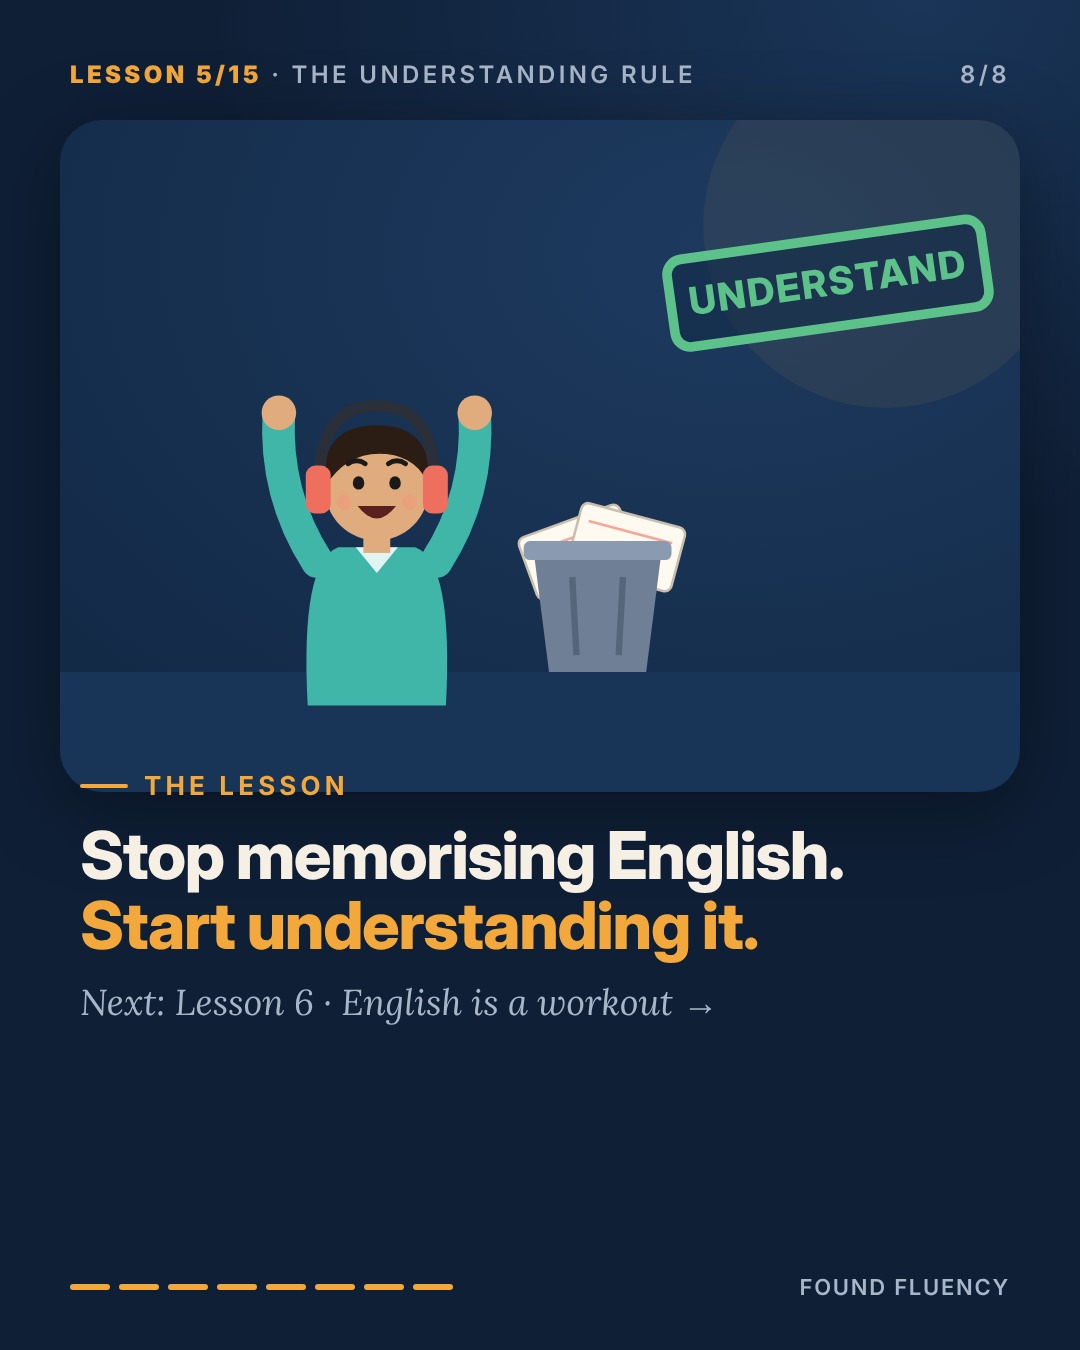 LESSON 5/15 · THE UNDERSTANDING RULE
8/8
UNDERSTAND
THE LESSON
Stop memorising English.
Start understanding it.
Next: Lesson 6 · English is a workout →
FOUND FLUENCY